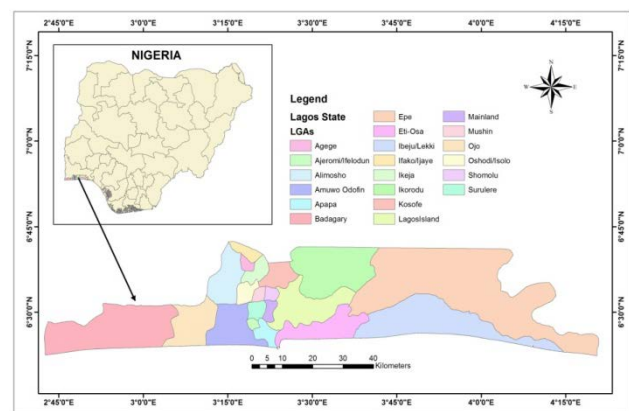 2°45'0"E 3°0'0"E 3°15'0"E 3°30'0"E 3°45'0"E 4°0'0"E 4°15'0"E
NIGERIA
7°15'0"N
7°0'0"N
6°45'0"N
6°30'0"N
7°15'0"N
7°0'0"N
6°45'0"N
6°30'0"N
N
W E
S
Legend
Lagos State
LGAs
Agege
Ajeromi/Ifelodun
Alimosho
Amuwo Odofin
Apapa
Badagary
Epe
Eti-Osa
Ibeju/Lekki
Ifako/Ijaye
Ikeja
Ikorodu
Kosofe
LagosIsland
Mainland
Mushin
Ojo
Oshodi/Isolo
Shomolu
Surulere
0 5 10 20 30 40
Kilometers
2°45'0"E 3°0'0"E 3°15'0"E 3°30'0"E 3°45'0"E 4°0'0"E 4°15'0"E